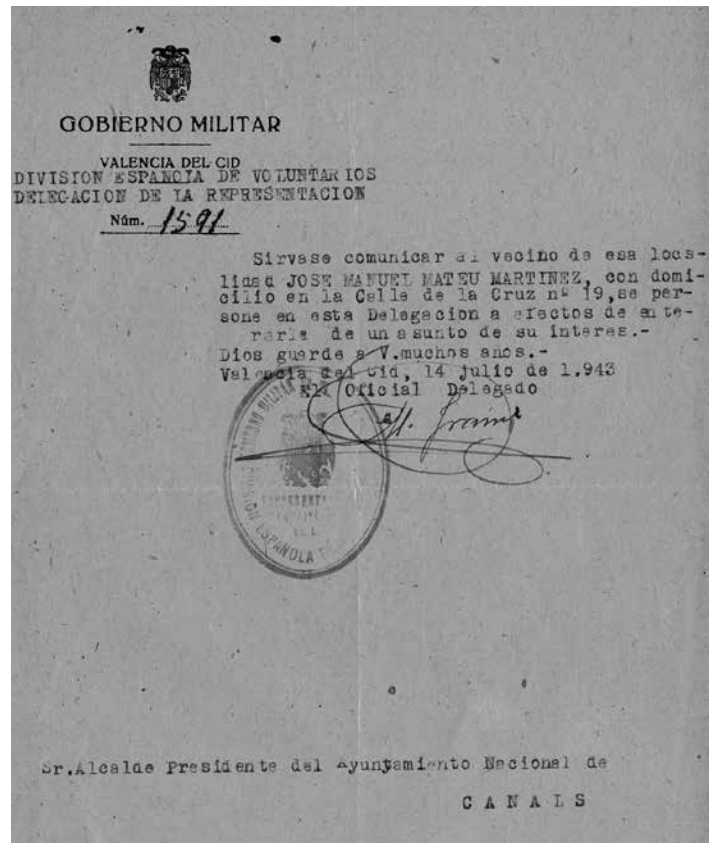 GOBIERNO MILITAR
VALENCIA DEL CID
DIVISION ESPANOLA DE VOLUNTARIOS
DELEGACION DE LA REPRESENTACION
Núm. 1591
Sirvase comunicar al vecino de esa loca-
lidad JOSE MANUEL MATEU MARTINEZ, con domi-
cilio en la Calle de la Cruz nº 19,se per-
sone en esta Delegacion a efectos de ente-
rarle de un asunto de su interes.-
Dios guarde a V.muchos anos.-
Valencia del Cid, 14 julio de 1.943
El Oficial Delegado
GOBIERNO MILITAR
DIVISION ESPAÑOLA
Sr.Alcalde Presidente del Ayuntamiento Nacional de
CANALS